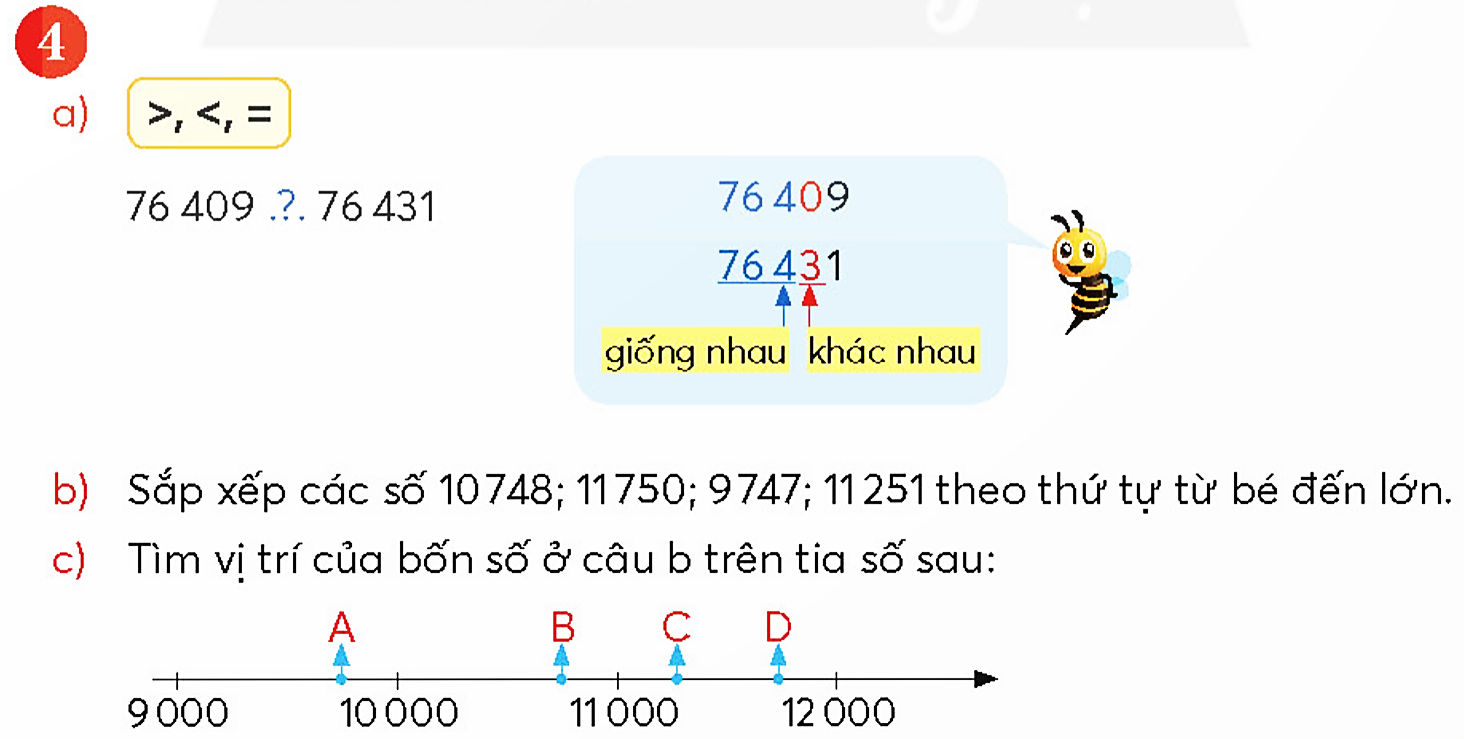 4
a) >, <, =
76 409 .?. 76 431
76 409
76 431
giống nhau khác nhau
b) Sắp xếp các số 10 748; 11 750; 9 747; 11 251 theo thứ tự từ bé đến lớn.
c) Tìm vị trí của bốn số ở câu b trên tia số sau:
A B C D
9 000 10 000 11 000 12 000